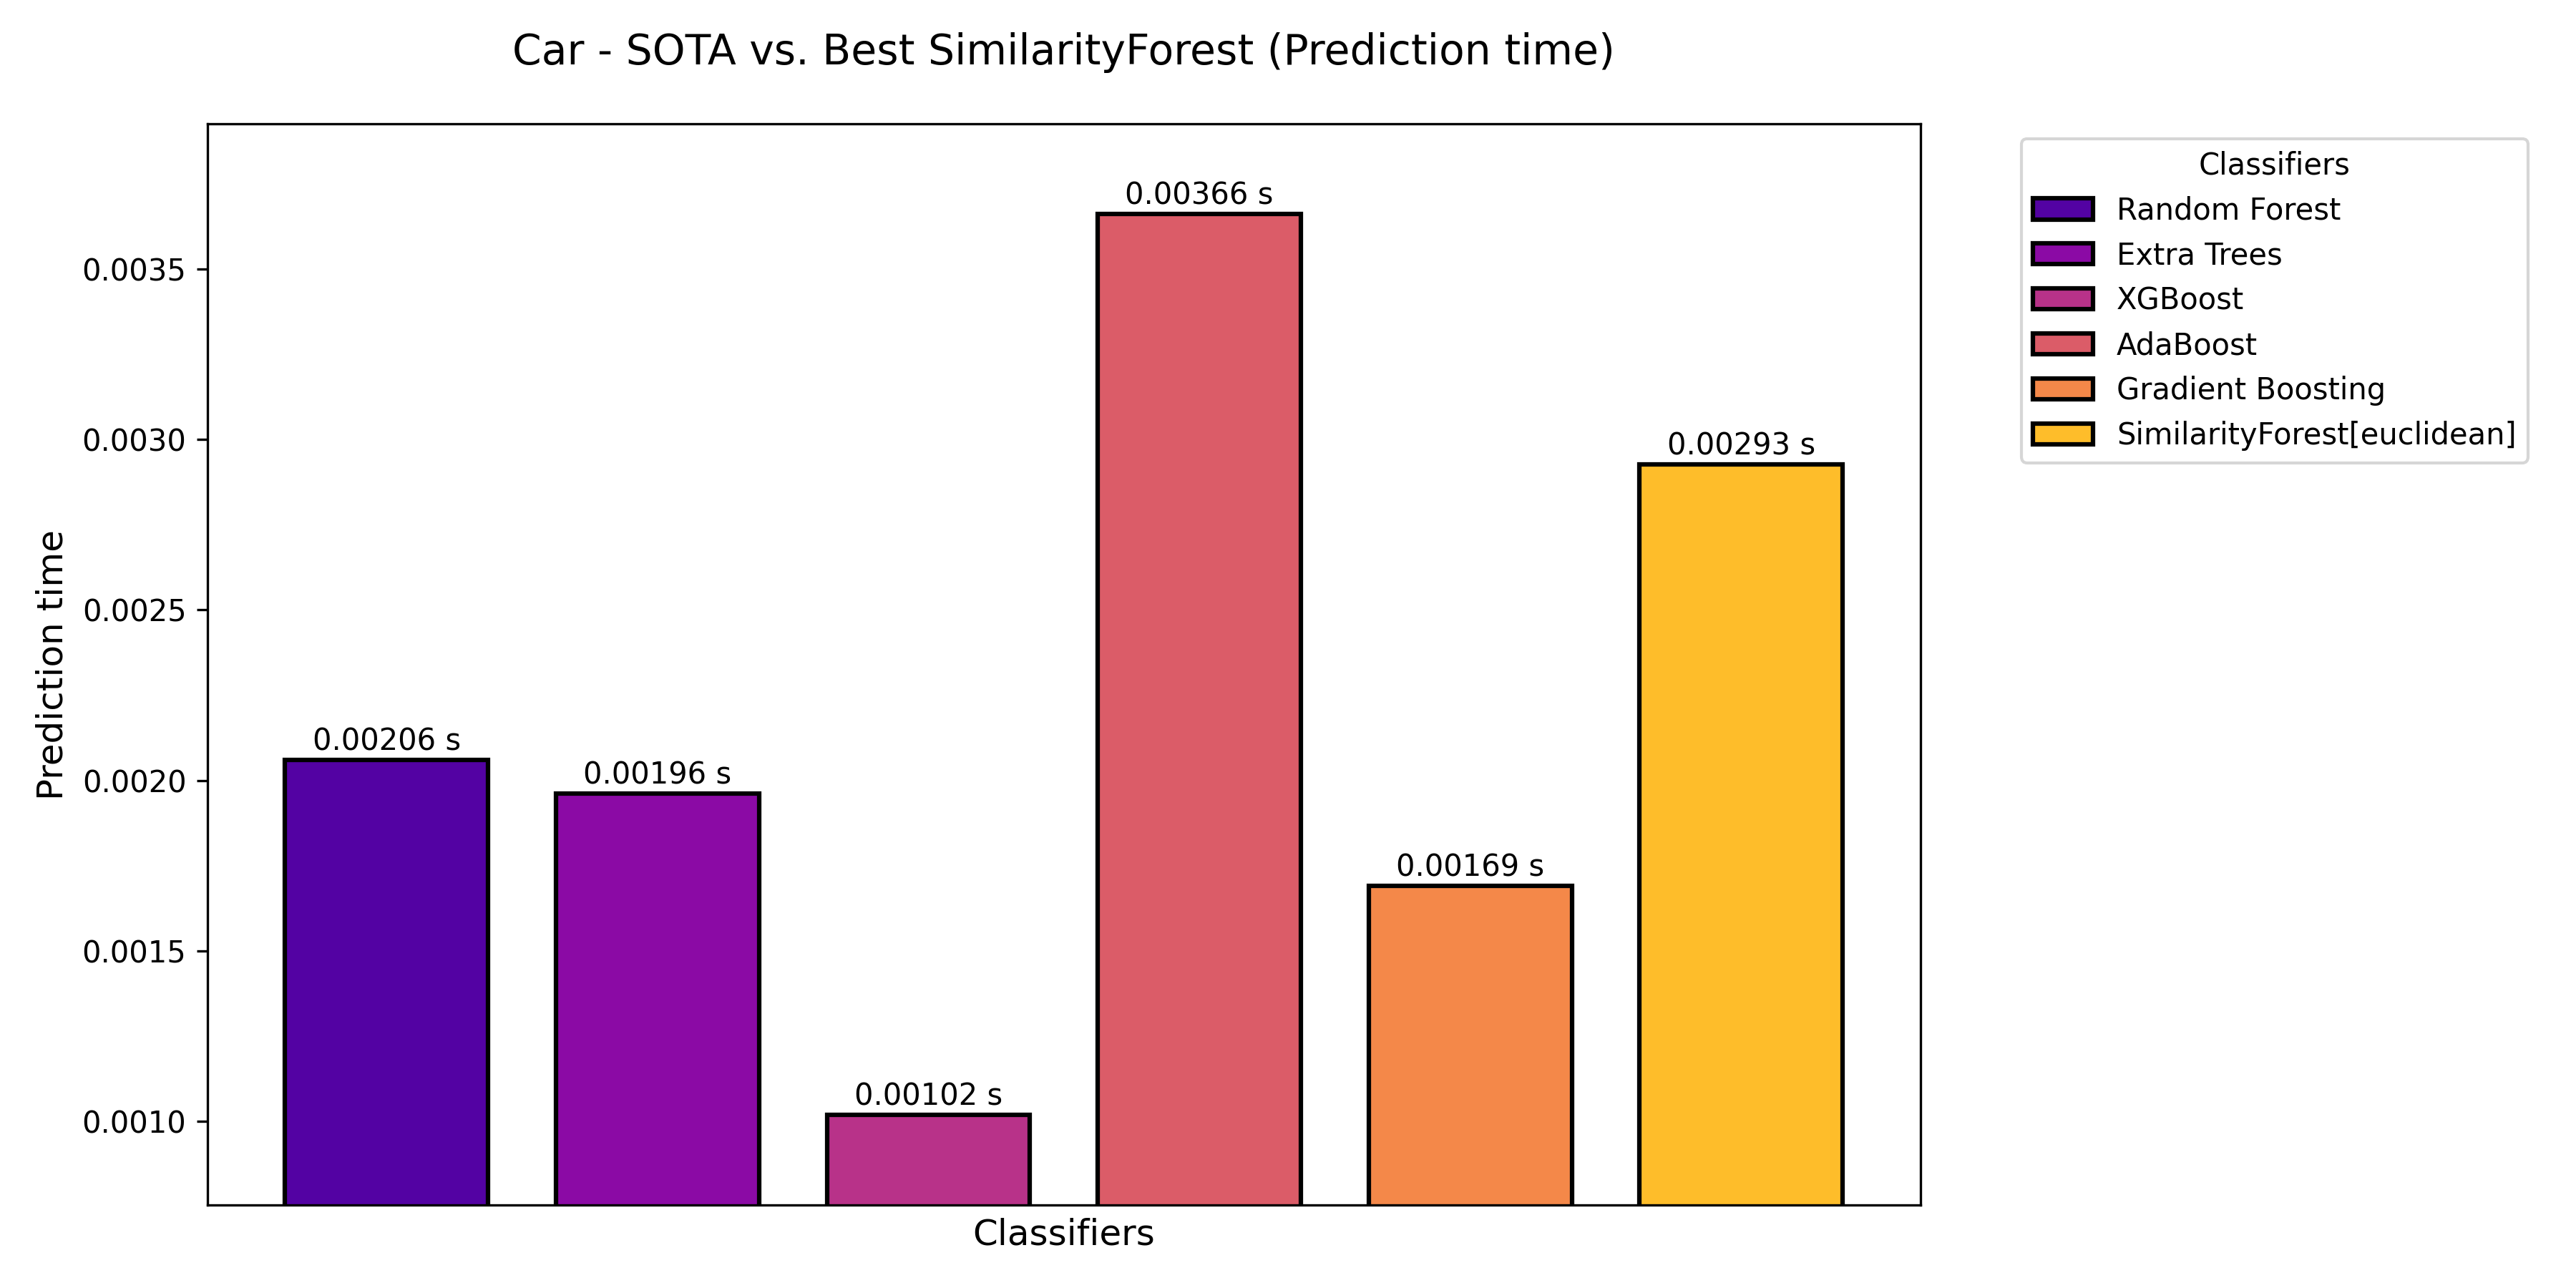 Car - SOTA vs. Best SimilarityForest (Prediction time)
Prediction time
0.0035
0.0030
0.0025
0.0020
0.0015
0.0010
0.00206 s
0.00196 s
0.00102 s
0.00366 s
0.00169 s
0.00293 s
Classifiers
Classifiers
Random Forest
Extra Trees
XGBoost
AdaBoost
Gradient Boosting
SimilarityForest[euclidean]